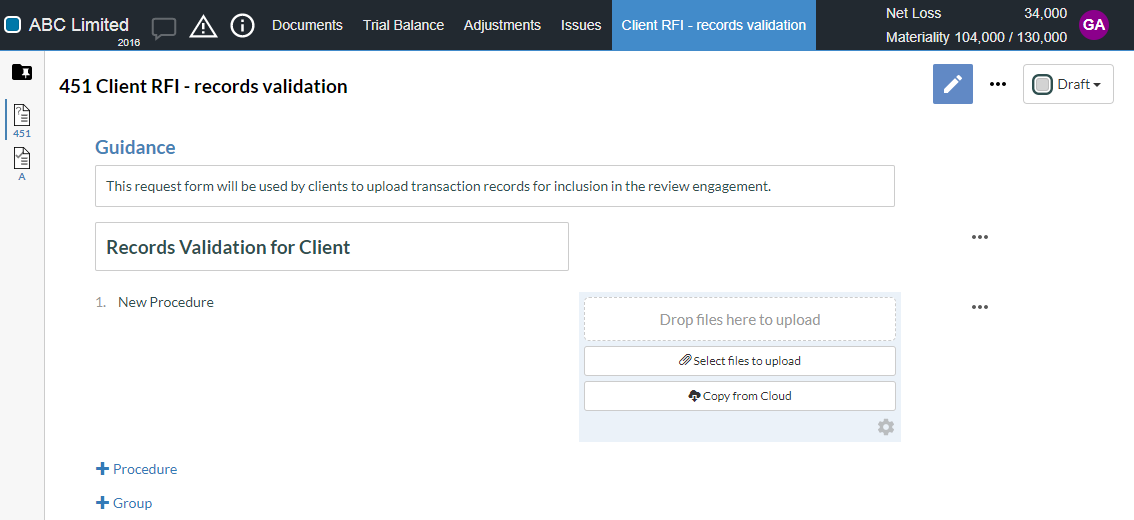 ABC Limited
2016
Documents
Trial Balance
Adjustments
Issues
Client RFI - records validation
Net Loss 34,000
Materiality 104,000 / 130,000
GA
451 Client RFI - records validation
Draft
451
A
Guidance
This request form will be used by clients to upload transaction records for inclusion in the review engagement.
Records Validation for Client
1. New Procedure
Drop files here to upload
Select files to upload
Copy from Cloud
Procedure
Group